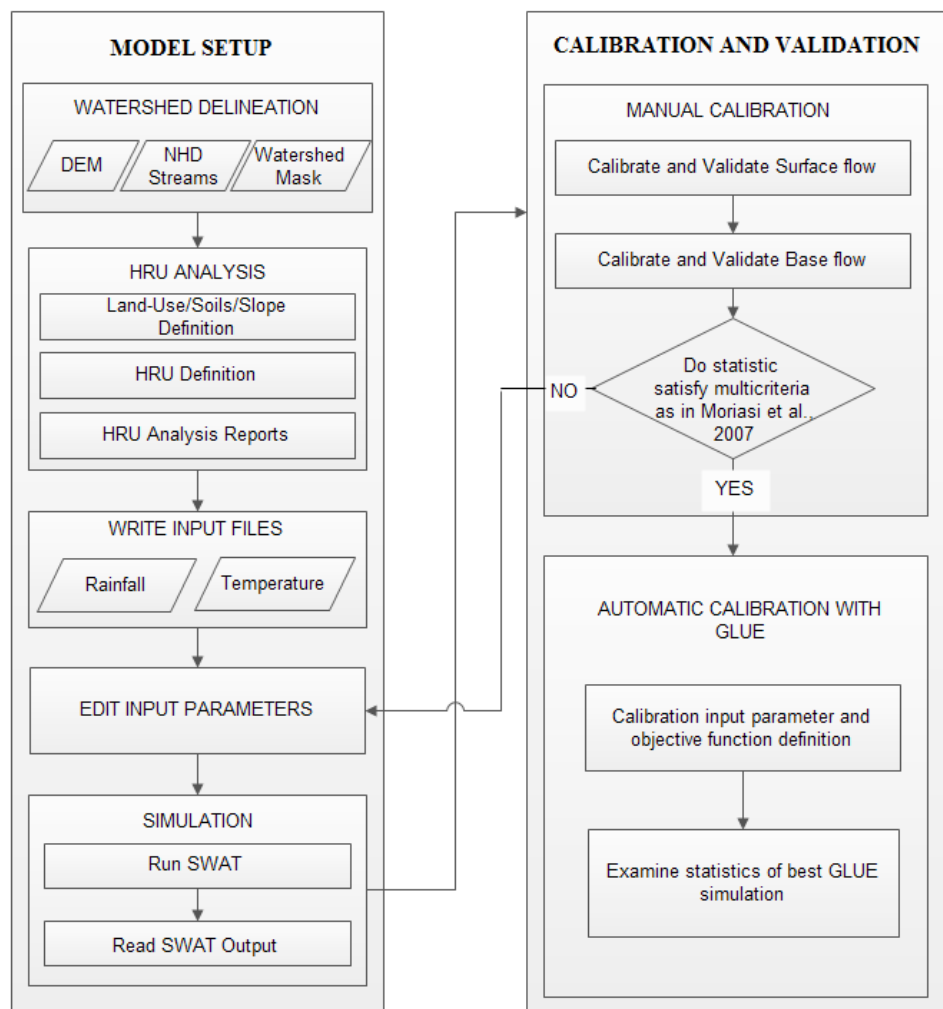 MODEL SETUP
WATERSHED DELINEATION
DEM
NHD
Streams
Watershed
Mask
HRU ANALYSIS
Land-Use/Soils/Slope
Definition
HRU Definition
HRU Analysis Reports
WRITE INPUT FILES
Rainfall
Temperature
EDIT INPUT PARAMETERS
SIMULATION
Run SWAT
Read SWAT Output
CALIBRATION AND VALIDATION
MANUAL CALIBRATION
Calibrate and Validate Surface flow
Calibrate and Validate Base flow
Do statistic
satisfy multicriteria
as in Moriasi et al.,
2007
NO
YES
AUTOMATIC CALIBRATION WITH
GLUE
Calibration input parameter and
objective function definition
Examine statistics of best GLUE
simulation